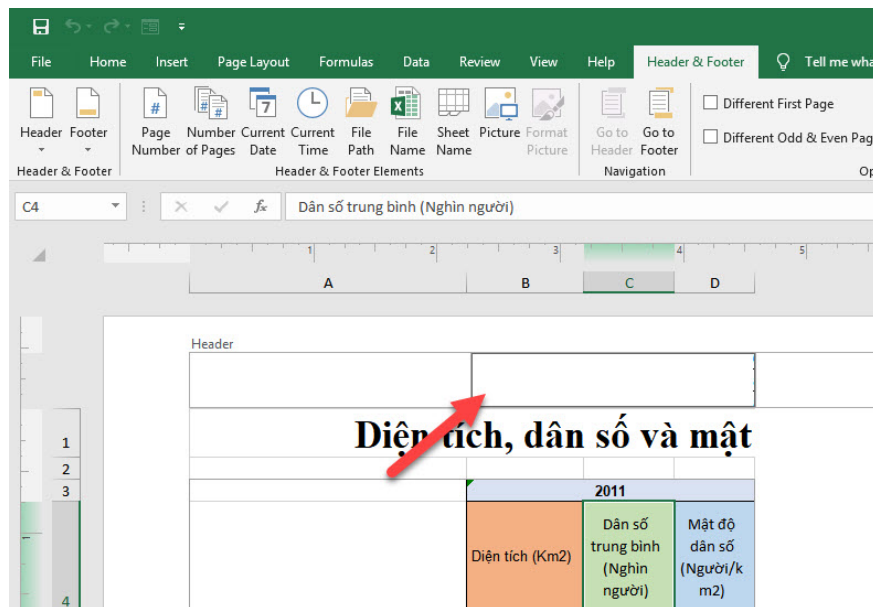 File Home Insert Page Layout Formulas Data Review View Help Header & Footer Tell me wha
Header Footer Page Number Number of Pages Current Date Current Time File Path File Name Sheet Name Picture Format Picture Go to Header Go to Footer Different First Page
Different Odd & Even Pag
Header & Footer Header & Footer Elements Navigation Op
C4 fx Dân số trung bình (Nghìn người)
7
#
#
1 2 3 4 5
A B C D
Header
1 Diện tích, dân số và mật
2
3 2011
4 Diện tích (Km2)
Dân số
trung bình
(Nghìn
người)
Mật độ
dân số
(Người/k
m2)